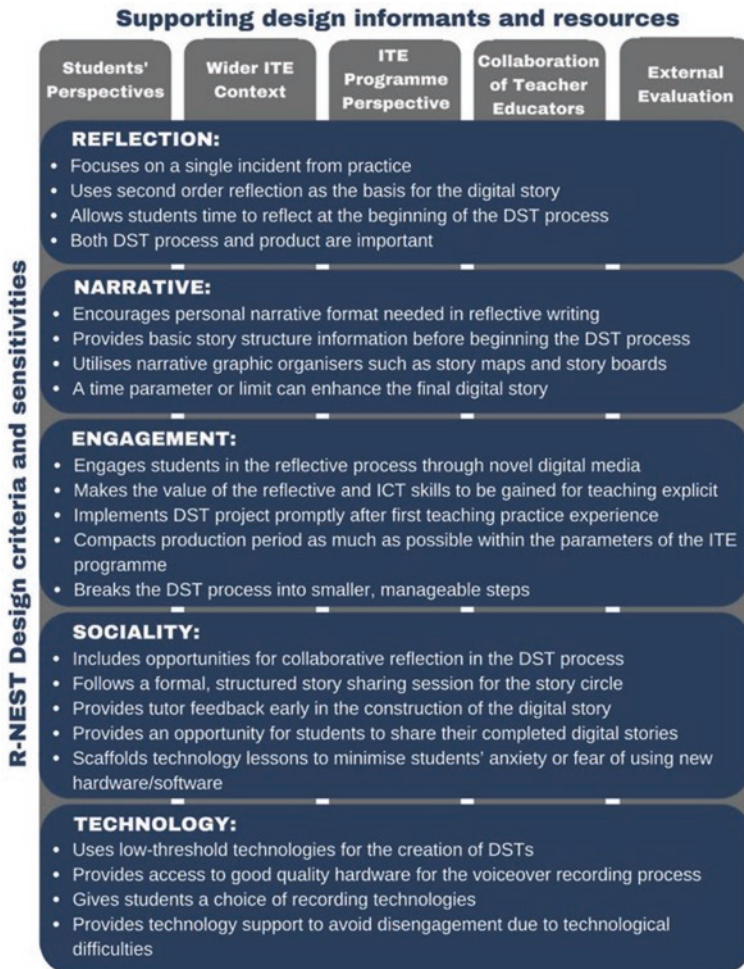 Supporting design informants and resources
Students'
Perspectives
Wider ITE
Context
ITE
Programme
Perspective
Collaboration
of Teacher
Educators
External
Evaluation
R-NEST Design criteria and sensitivities
REFLECTION:
• Focuses on a single incident from practice
• Uses second order reflection as the basis for the digital story
• Allows students time to reflect at the beginning of the DST process
• Both DST process and product are important
NARRATIVE:
• Encourages personal narrative format needed in reflective writing
• Provides basic story structure information before beginning the DST process
• Utilises narrative graphic organisers such as story maps and story boards
• A time parameter or limit can enhance the final digital story
ENGAGEMENT:
• Engages students in the reflective process through novel digital media
• Makes the value of the reflective and ICT skills to be gained for teaching explicit
• Implements DST project promptly after first teaching practice experience
• Compacts production period as much as possible within the parameters of the ITE
programme
• Breaks the DST process into smaller, manageable steps
SOCIALITY:
• Includes opportunities for collaborative reflection in the DST process
• Follows a formal, structured story sharing session for the story circle
• Provides tutor feedback early in the construction of the digital story
• Provides an opportunity for students to share their completed digital stories
• Scaffolds technology lessons to minimise students’ anxiety or fear of using new
hardware/software
TECHNOLOGY:
• Uses low-threshold technologies for the creation of DSTs
• Provides access to good quality hardware for the voiceover recording process
• Gives students a choice of recording technologies
• Provides technology support to avoid disengagement due to technological
difficulties